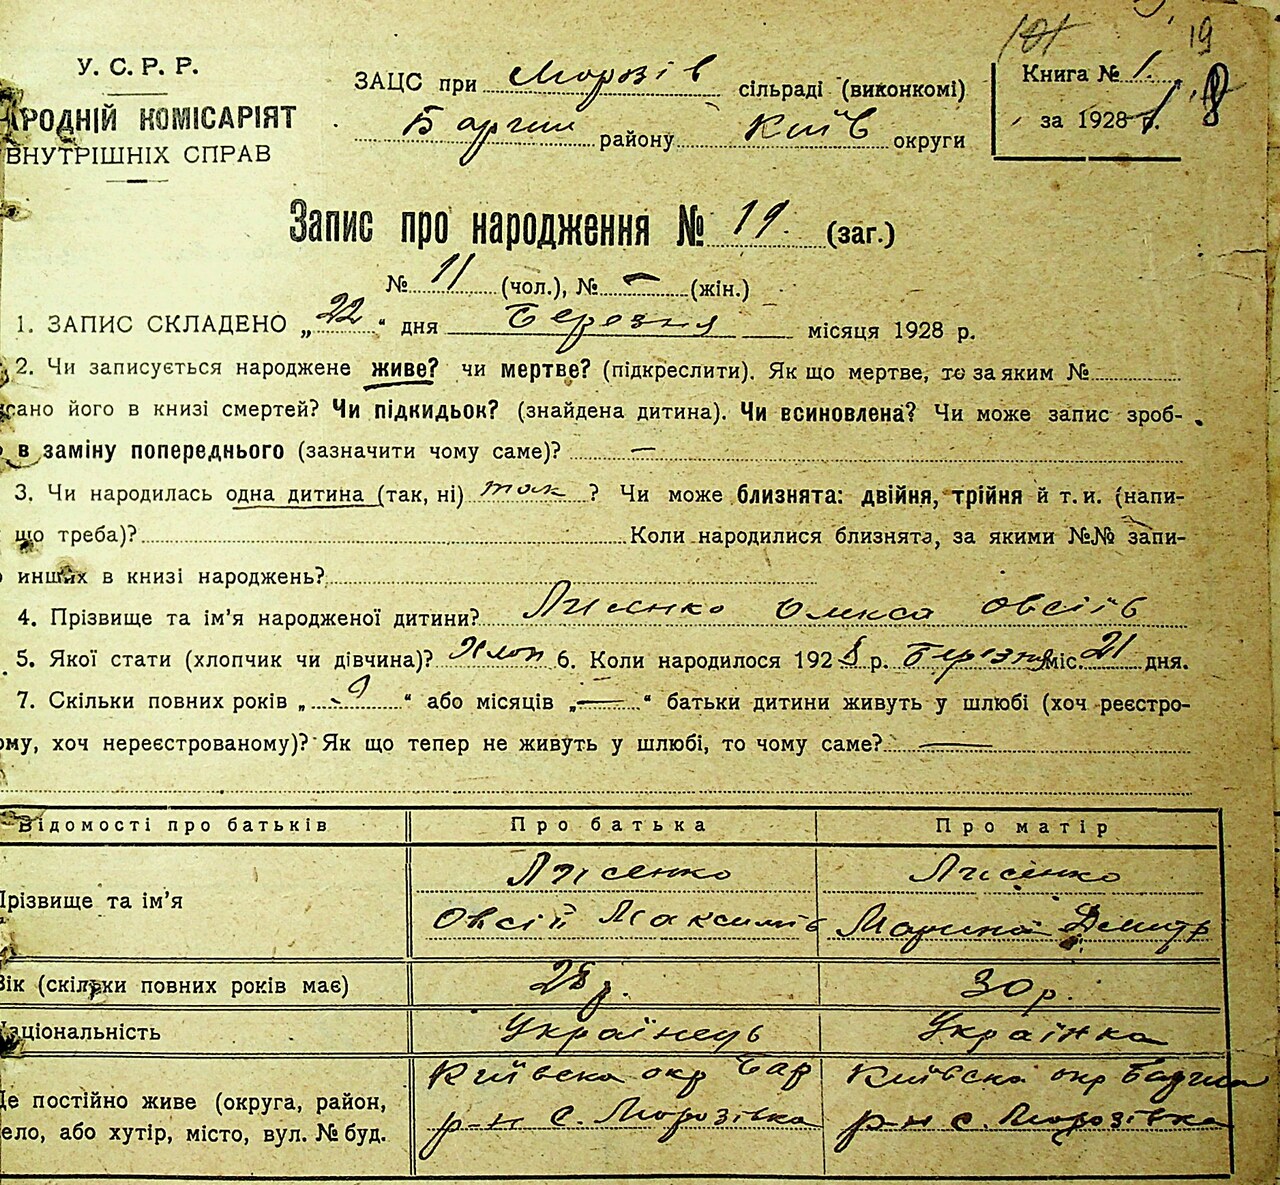 19
У. С. Р. Р.
ЗАЦС при Морозів сільраді (виконкомі)
Книга № 1
АРОДНІЙ КОМІСАРІЯТ
Баргин району Київ округи
за 1928 р.
ВНУТРІШНІХ СПРАВ
Запис про народження № 19. (заг.)
№ 11 (чол.), № – (жін.)
1. ЗАПИС СКЛАДЕНО „22“ дня Березня місяця 1928 р.
2. Чи записується народжене живе? чи мертве? (підкреслити). Як що мертве, то за яким №
сано його в книзі смертей? Чи підкидьок? (знайдена дитина). Чи всиновлена? Чи може запис зроб-
в заміну попереднього (зазначити чому саме)? —
3. Чи народилась одна дитина (так, ні) так ? Чи може близнята: двійня, трійня й т. и. (напи-
що треба)? Коли народилися близнята, за якими №№ запи-
инших в книзі народжень?
4. Прізвище та ім’я народженої дитини? Лисенко Олекса Овсіїв
5. Якої стати (хлопчик чи дівчина)? Хлоп 6. Коли народилося 1928 р. Березня міс. 21 дня.
7. Скільки повних років „ 9 “ або місяців „ — “ батьки дитини живуть у шлюбі (хоч реєстро-
ому, хоч нереєстрованому)? Як що тепер не живуть у шлюбі, то чому саме? —
Відомості про батьків Про батька Про матір
Прізвище та ім’я
Лисенко Лисенко
Овсій Максимів Марина Дмитр
Вік (скільки повних років має) 28 р. 30 р.
Національність Українець Українка
Де постійно живе (округа, район,
село, або хутір, місто, вул. № буд.
Київска окр Бар Київска окр
р-н с. Морозівка р-н с. Морозівка